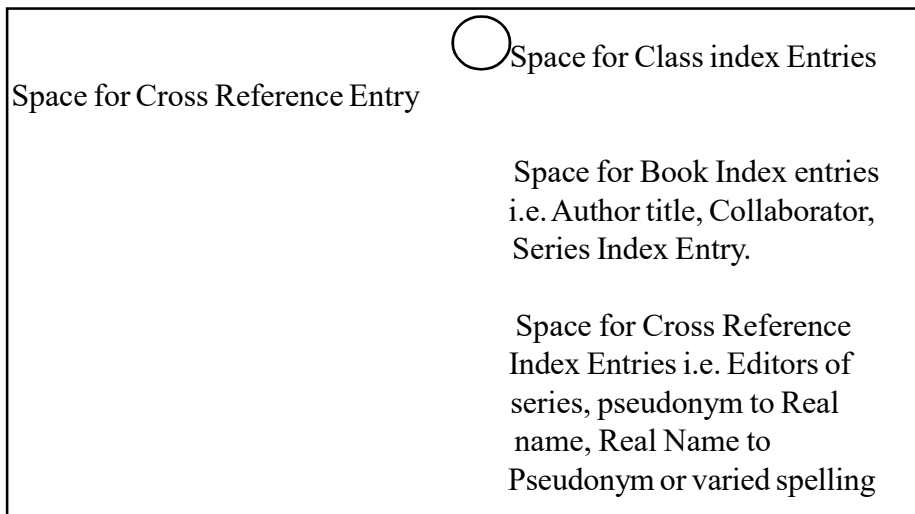 Space for Class index Entries
Space for Cross Reference Entry
Space for Book Index entries
i.e. Author title, Collaborator,
Series Index Entry.
Space for Cross Reference
Index Entries i.e. Editors of
series, pseudonym to Real
name, Real Name to
Pseudonym or varied spelling